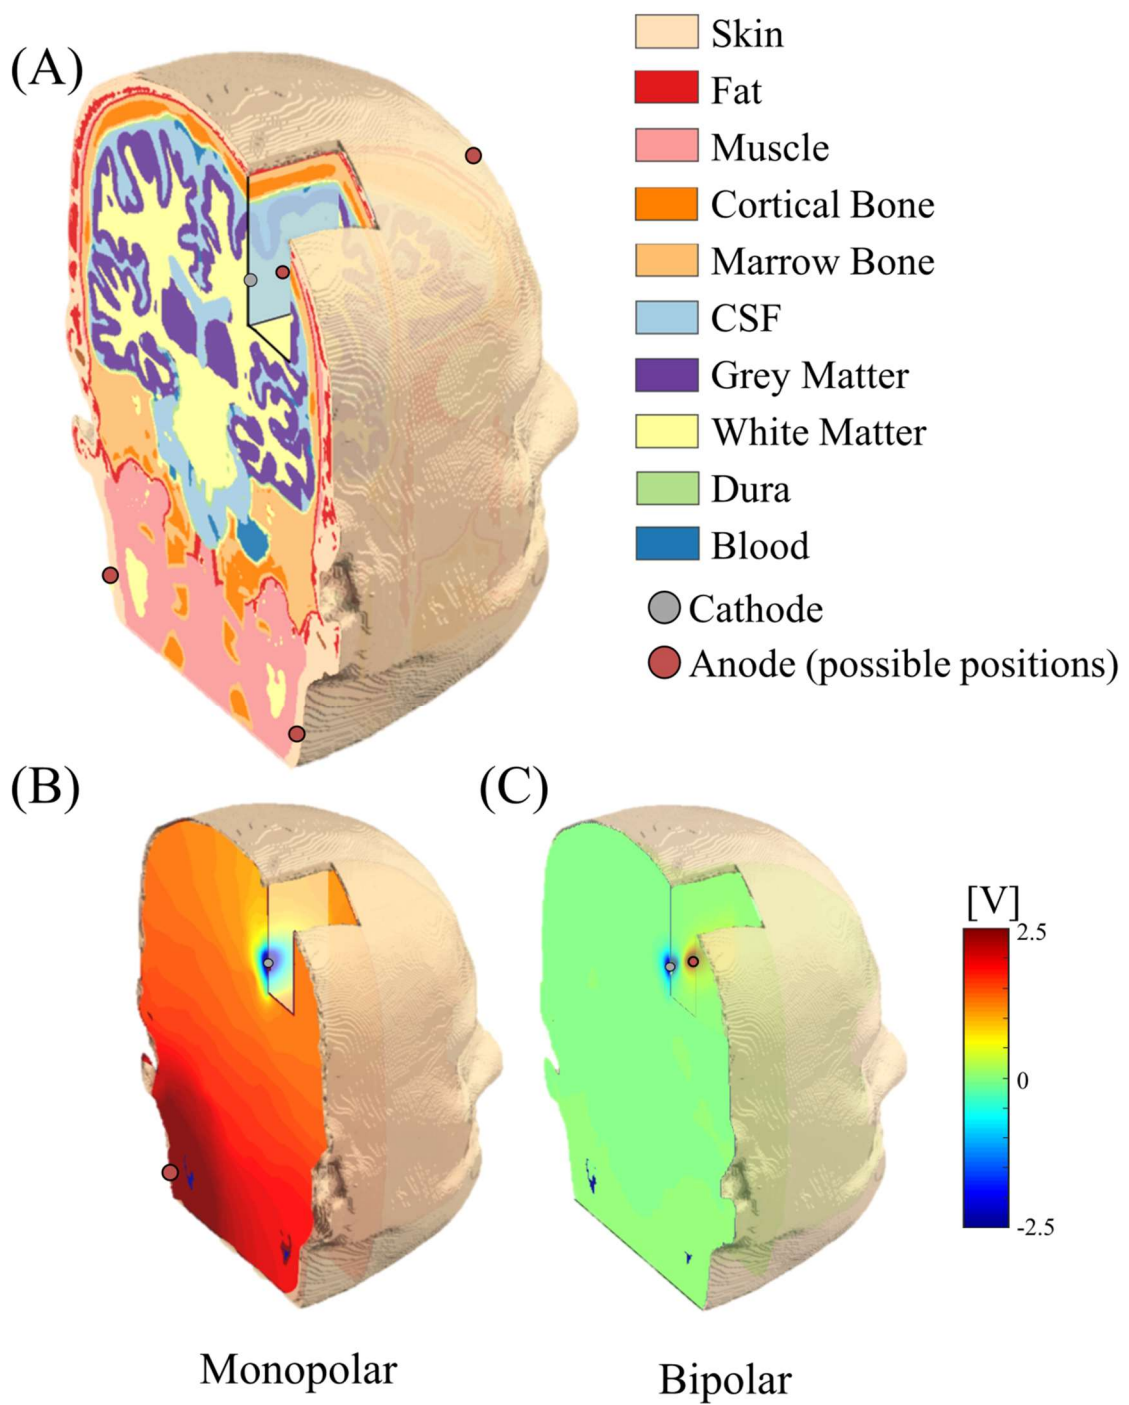 (A)
Skin
Fat
Muscle
Cortical Bone
Marrow Bone
CSF
Grey Matter
White Matter
Dura
Blood
Cathode
Anode (possible positions)
(B)
(C)
[V]
2.5
0
-2.5
Monopolar
Bipolar